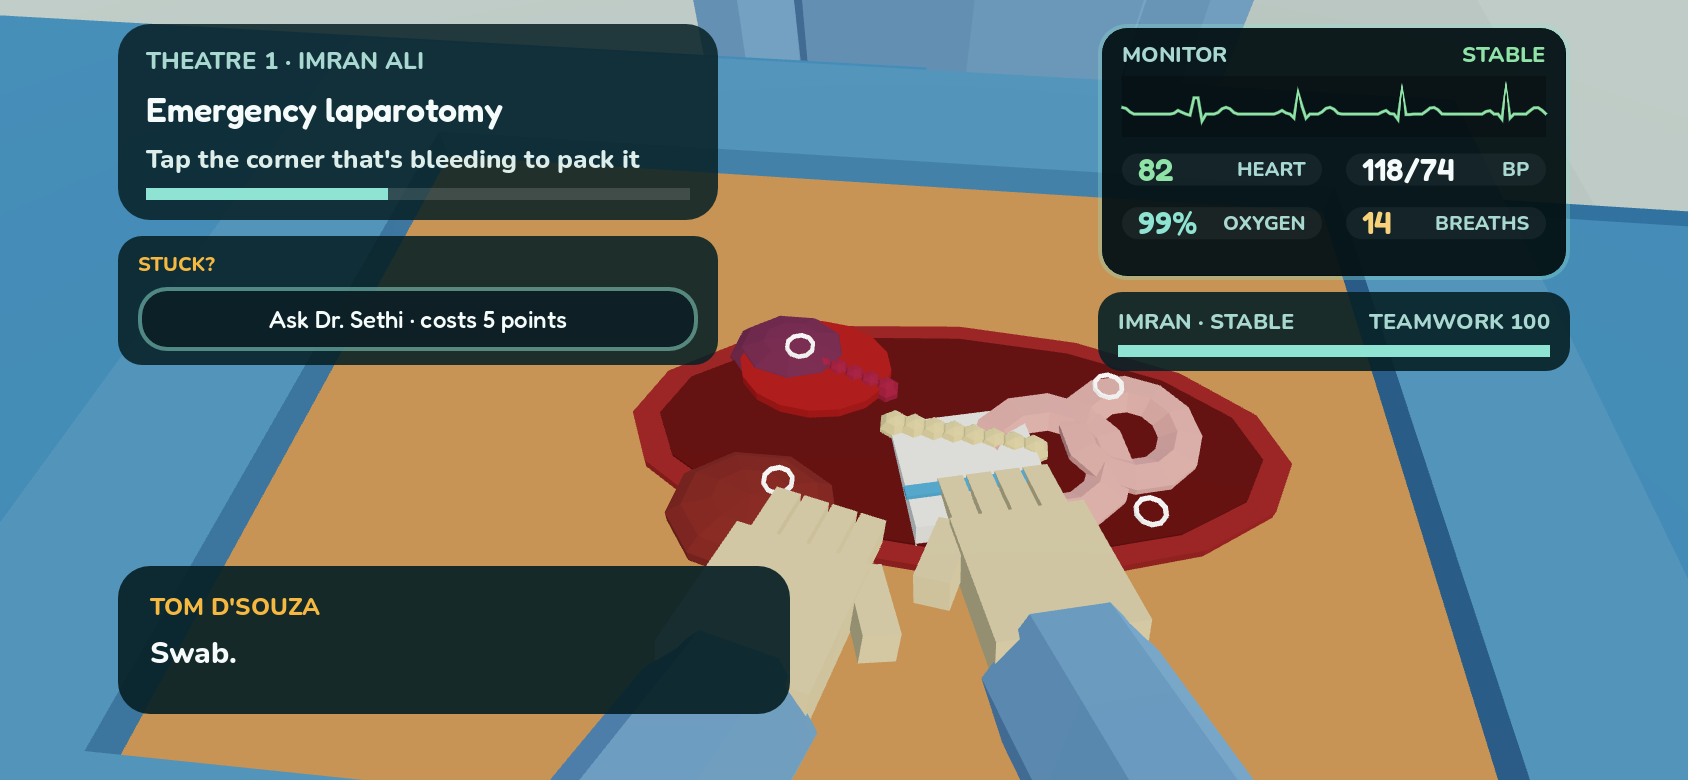 THEATRE 1 · IMRAN ALI
Emergency laparotomy
Tap the corner that's bleeding to pack it
STUCK?
Ask Dr. Sethi · costs 5 points
MONITOR STABLE
82 HEART 118/74 BP
99% OXYGEN 14 BREATHS
IMRAN · STABLE TEAMWORK 100
TOM D'SOUZA
Swab.